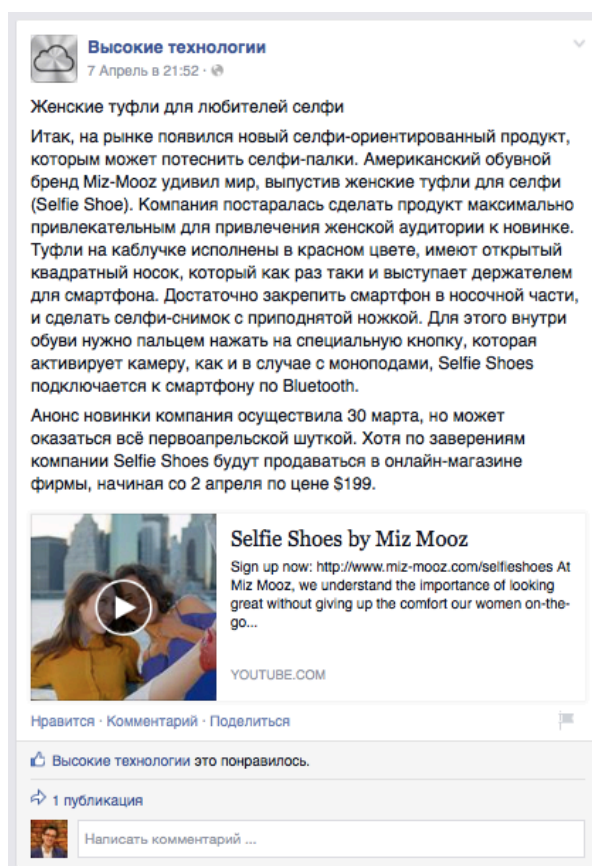 Высокие технологии
7 Апрель в 21:52 ·
Женские туфли для любителей селфи
Итак, на рынке появился новый селфи-ориентированный продукт,
которым может потеснить селфи-палки. Американский обувной
бренд Miz-Mooz удивил мир, выпустив женские туфли для селфи
(Selfie Shoe). Компания постаралась сделать продукт максимально
привлекательным для привлечения женской аудитории к новинке.
Туфли на каблучке исполнены в красном цвете, имеют открытый
квадратный носок, который как раз таки и выступает держателем
для смартфона. Достаточно закрепить смартфон в носочной части,
и сделать селфи-снимок с приподнятой ножкой. Для этого внутри
обуви нужно пальцем нажать на специальную кнопку, которая
активирует камеру, как и в случае с моноподами, Selfie Shoes
подключается к смартфону по Bluetooth.
Анонс новинки компания осуществила 30 марта, но может
оказаться всё первоапрельской шуткой. Хотя по заверениям
компании Selfie Shoes будут продаваться в онлайн-магазине
фирмы, начиная со 2 апреля по цене $199.
Selfie Shoes by Miz Mooz
Sign up now: http://www.miz-mooz.com/selfieshoes At
Miz Mooz, we understand the importance of looking
great without giving up the comfort our women on-the-
go...
YOUTUBE.COM
Нравится · Комментарий · Поделиться
Высокие технологии это понравилось.
1 публикация
Написать комментарий ...